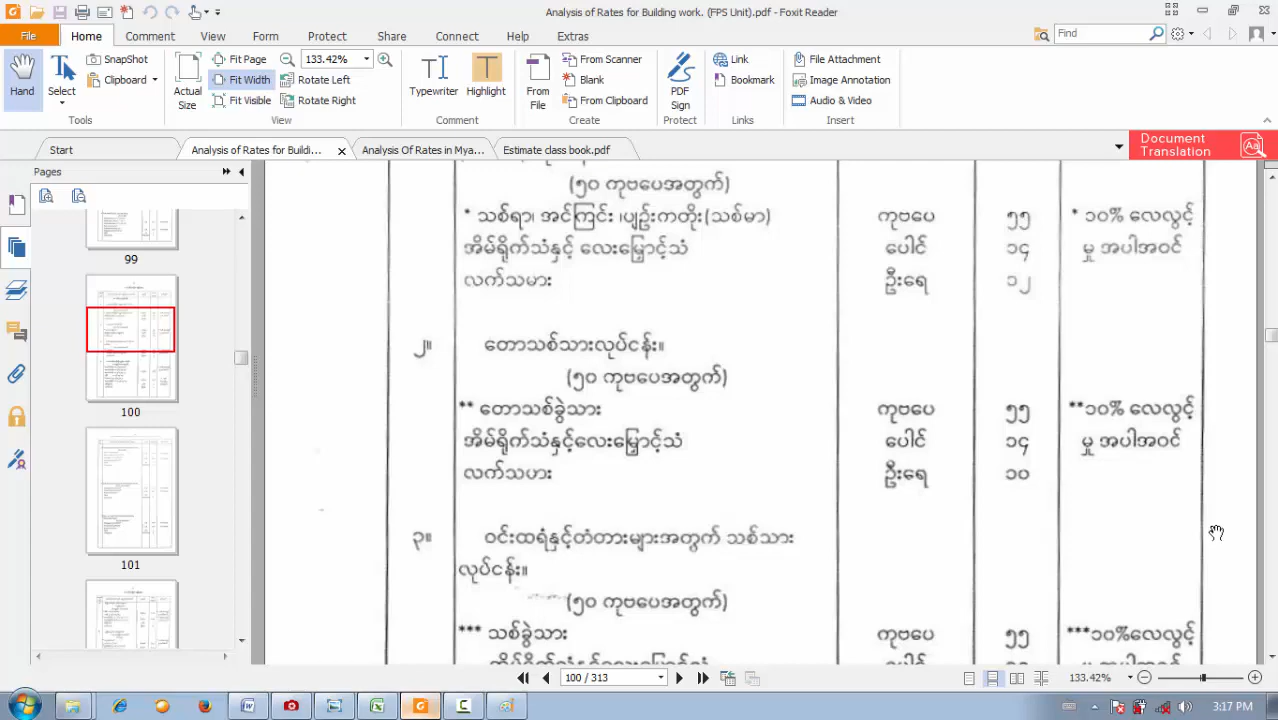 Analysis of Rates for Building work. (FPS Unit).pdf - Foxit Reader
File Home Comment View Form Protect Share Connect Help Extras Find
Hand Select SnapShot Clipboard Actual Size Fit Page Fit Width Fit Visible 133.42% Rotate Left Rotate Right Typewriter Highlight From File From Scanner Blank From Clipboard PDF Sign Link Bookmark File Attachment Image Annotation Audio & Video
Tools View Comment Create Protect Links Insert
Start Analysis of Rates for Buildi... Analysis Of Rates in Mya... Estimate class book.pdf Document Translation
Pages
99
100
101
(၅၀ ကုဗပေအတွက်)
* သစ်ရာ၊ အင်ကြင်း ၊ပျဉ်းကတိုး(သစ်မာ) ကုဗပေ ၅၅ * ၁၀% လေလွင့်
အိမ်ရိုက်သံနှင့် လေးမြှောင့်သံ ပေါင် ၁၄ မှု အပါအဝင်
လက်သမား ဦးရေ ၁၂
၂။ တောသစ်သားလုပ်ငန်း။
(၅၀ ကုဗပေအတွက်)
** တောသစ်ခွဲသား ကုဗပေ ၅၅ **၁၀% လေလွင့်
အိမ်ရိုက်သံနှင့်လေးမြှောင့်သံ ပေါင် ၁၄ မှု အပါအဝင်
လက်သမား ဦးရေ ၁၀
၃။ ဝင်းထရံနှင့်တံတားများအတွက် သစ်သား
လုပ်ငန်း။
(၅၀ ကုဗပေအတွက်)
*** သစ်ခွဲသား ကုဗပေ ၅၅ ***၁၀%လေလွင့်
100 / 313 133.42%
3:17 PM